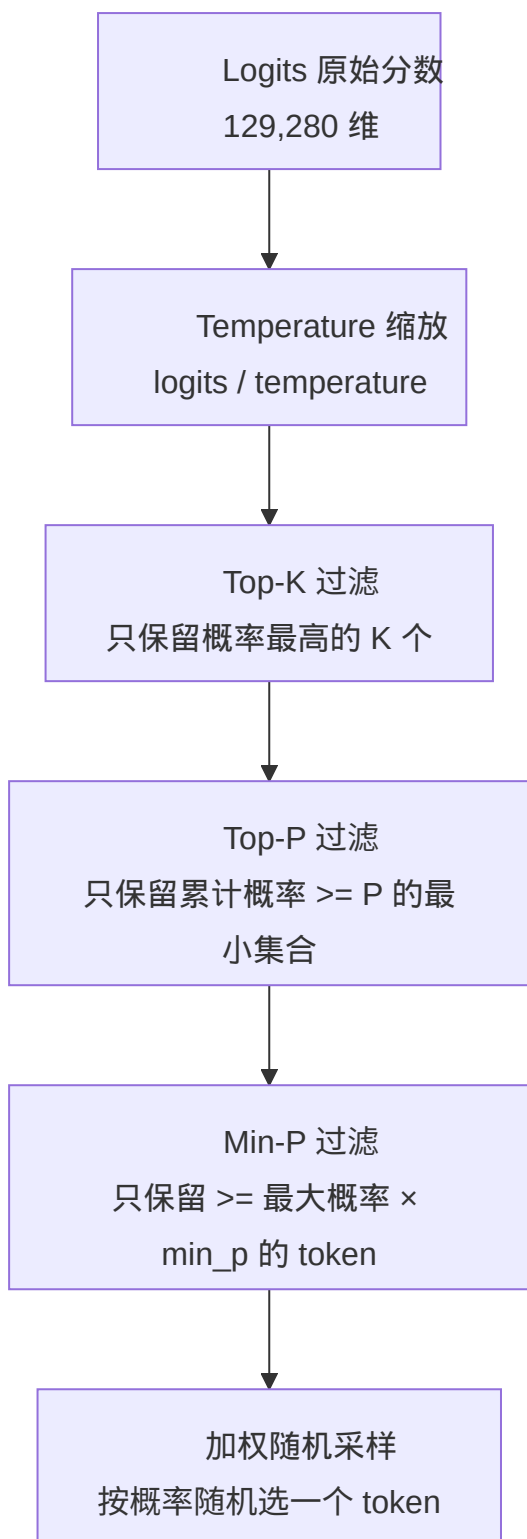 Logits 原始分数
129,280 维
Temperature 缩放
logits / temperature
Top-K 过滤
只保留概率最高的 K 个
Top-P 过滤
只保留累计概率 >= P 的最
小集合
Min-P 过滤
只保留 >= 最大概率 ×
min_p 的 token
加权随机采样
按概率随机选一个 token